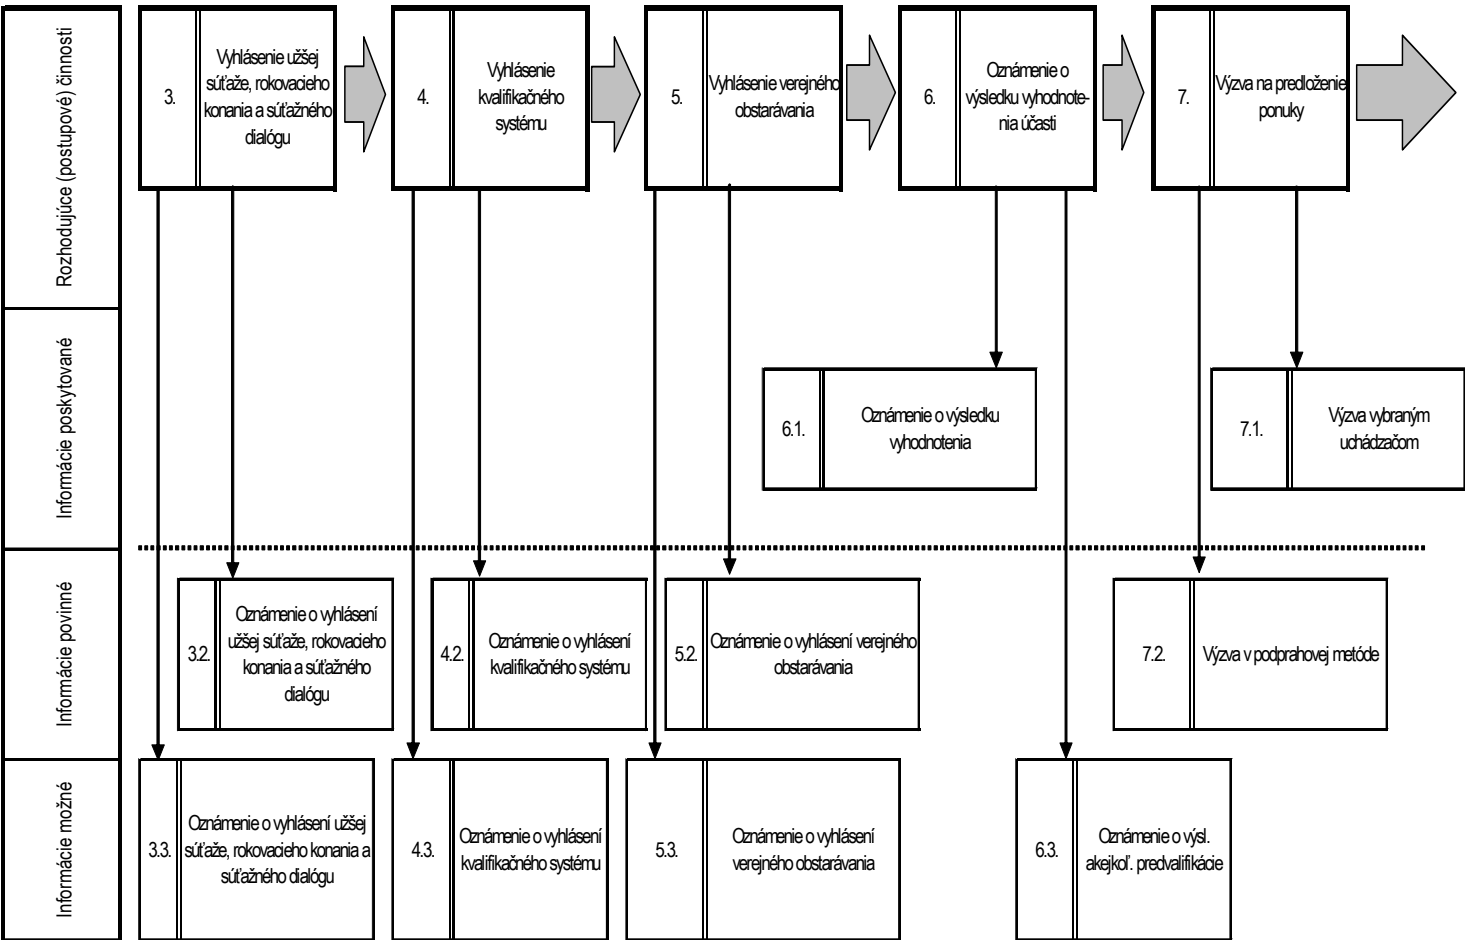 Rozhodujúce (postupové) činnosti
3.
Vyhlásenie užšej
súťaže, rokovacieho
konania a súťažného
dialógu
4.
Vyhlásenie
kvalifikačného
systému
5.
Vyhlásenie verejného
obstarávania
6.
Oznámenie o
výsledku vyhodnote-
nia účasti
7.
Výzva na predloženie
ponuky
Informácie poskytované
6.1.
Oznámenie o výsledku
vyhodnotenia
7.1.
Výzva vybraným
uchádzačom
Informácie povinné
3.2.
Oznámenie o vyhlásení
užšej súťaže, rokovacieho
konania a súťažného
dialógu
4.2.
Oznámenie o vyhlásení
kvalifikačného systému
5.2.
Oznámenie o vyhlásení verejného
obstarávania
7.2.
Výzva v podprahovej metóde
Informácie možné
3.3.
Oznámenie o vyhlásení užšej
súťaže, rokovacieho konania a
súťažného dialógu
4.3.
Oznámenie o vyhlásení
kvalifikačného systému
5.3.
Oznámenie o vyhlásení
verejného obstarávania
6.3.
Oznámenie o výsl.
akejkoľ. predvalifikácie